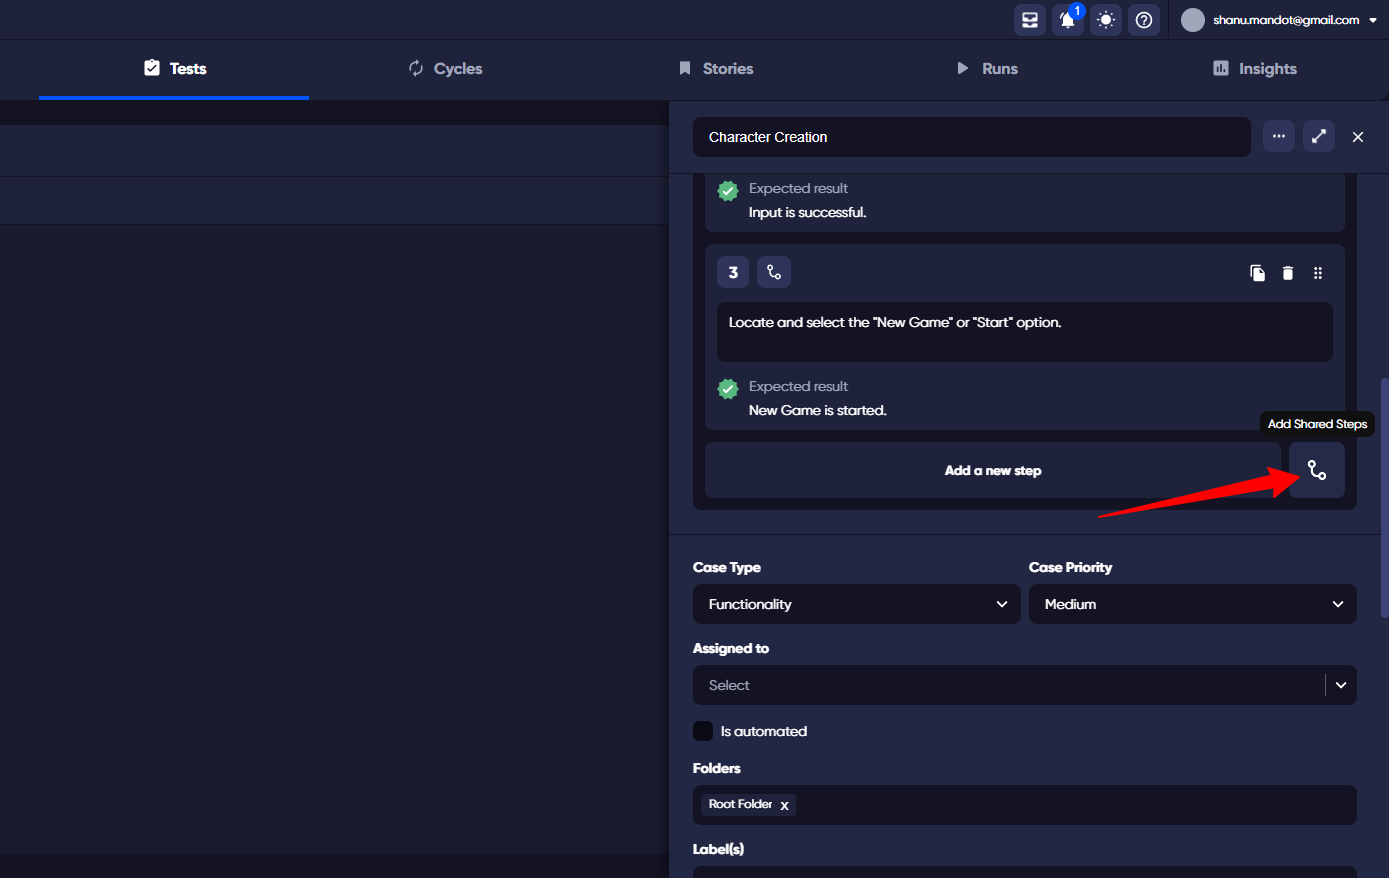 1
shanu.mandot@gmail.com
Tests
Cycles
Stories
Runs
Insights
Character Creation
Expected result
Input is successful.
3
Locate and select the "New Game" or "Start" option.
Expected result
New Game is started.
Add Shared Steps
Add a new step
Case Type
Case Priority
Functionality
Medium
Assigned to
Select
Is automated
Folders
Root Folder x
Label(s)